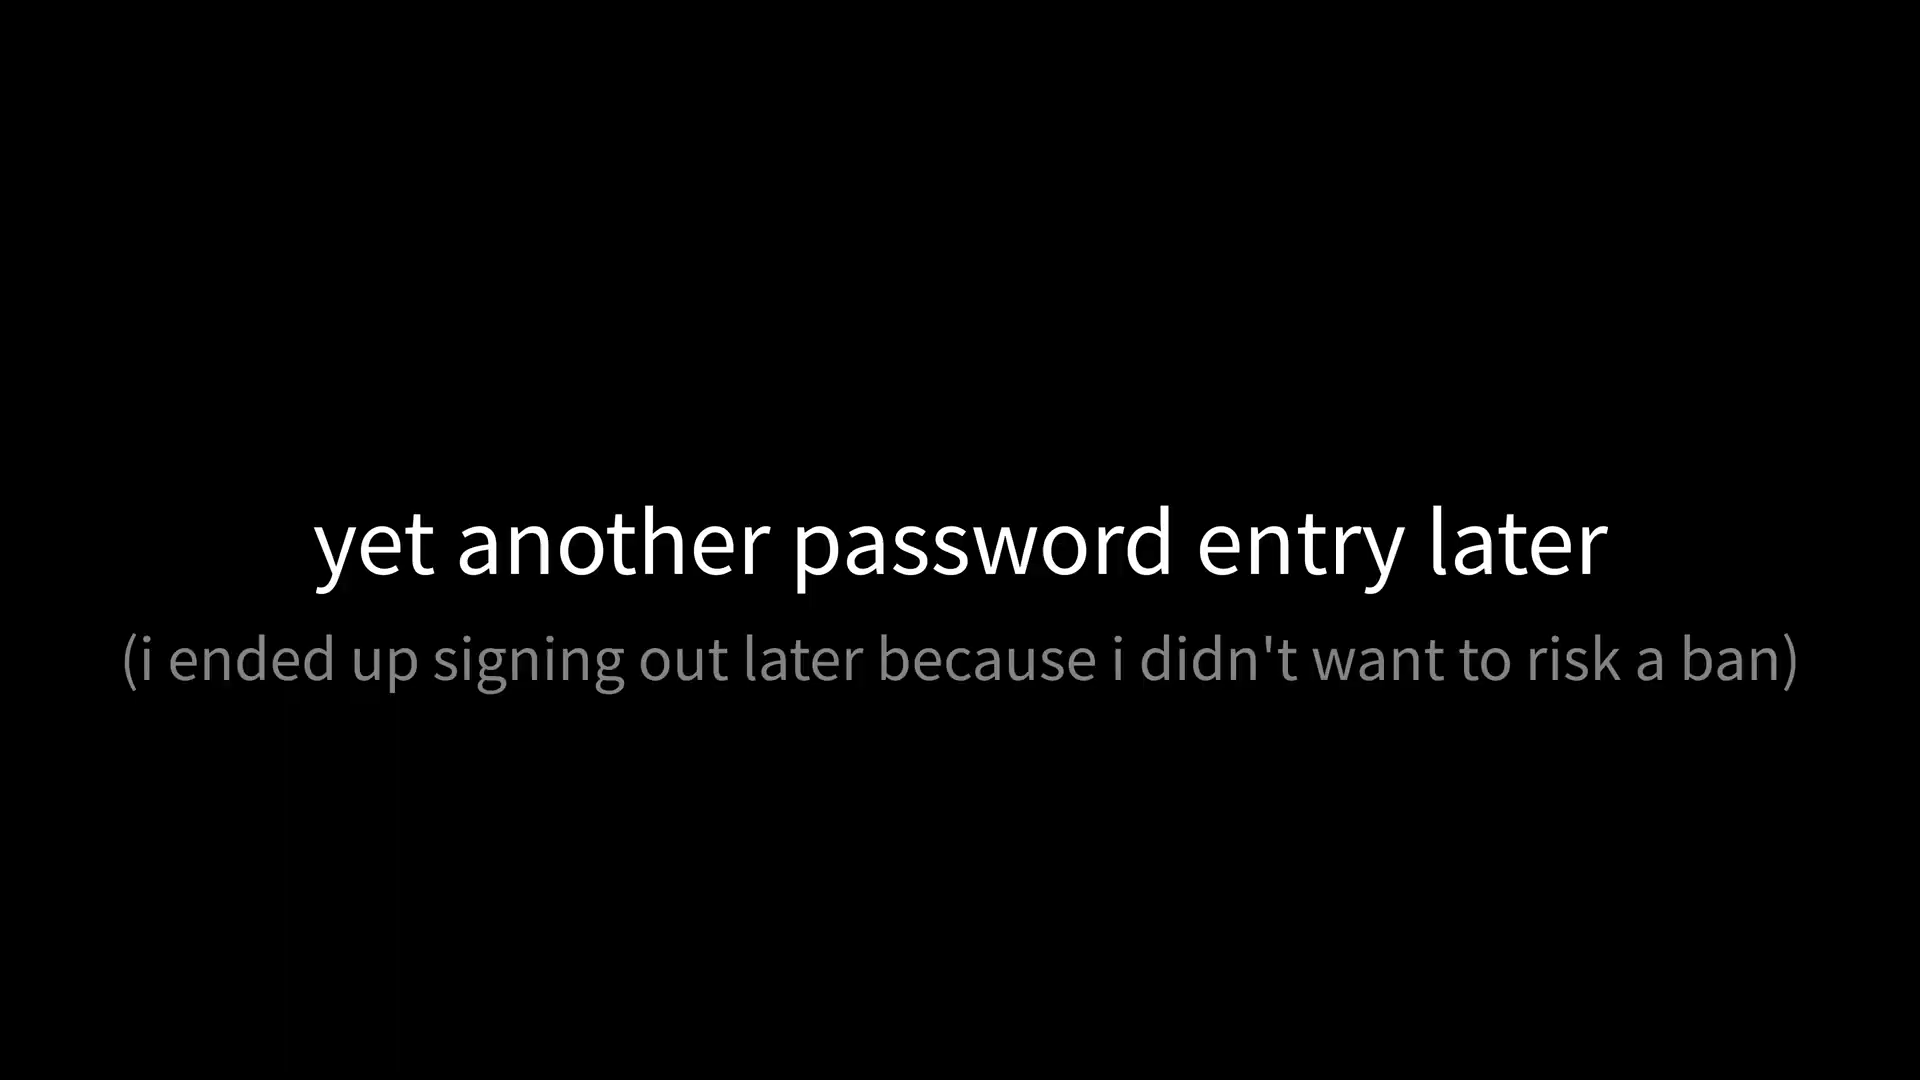 yet another password entry later
(i ended up signing out later because i didn't want to risk a ban)